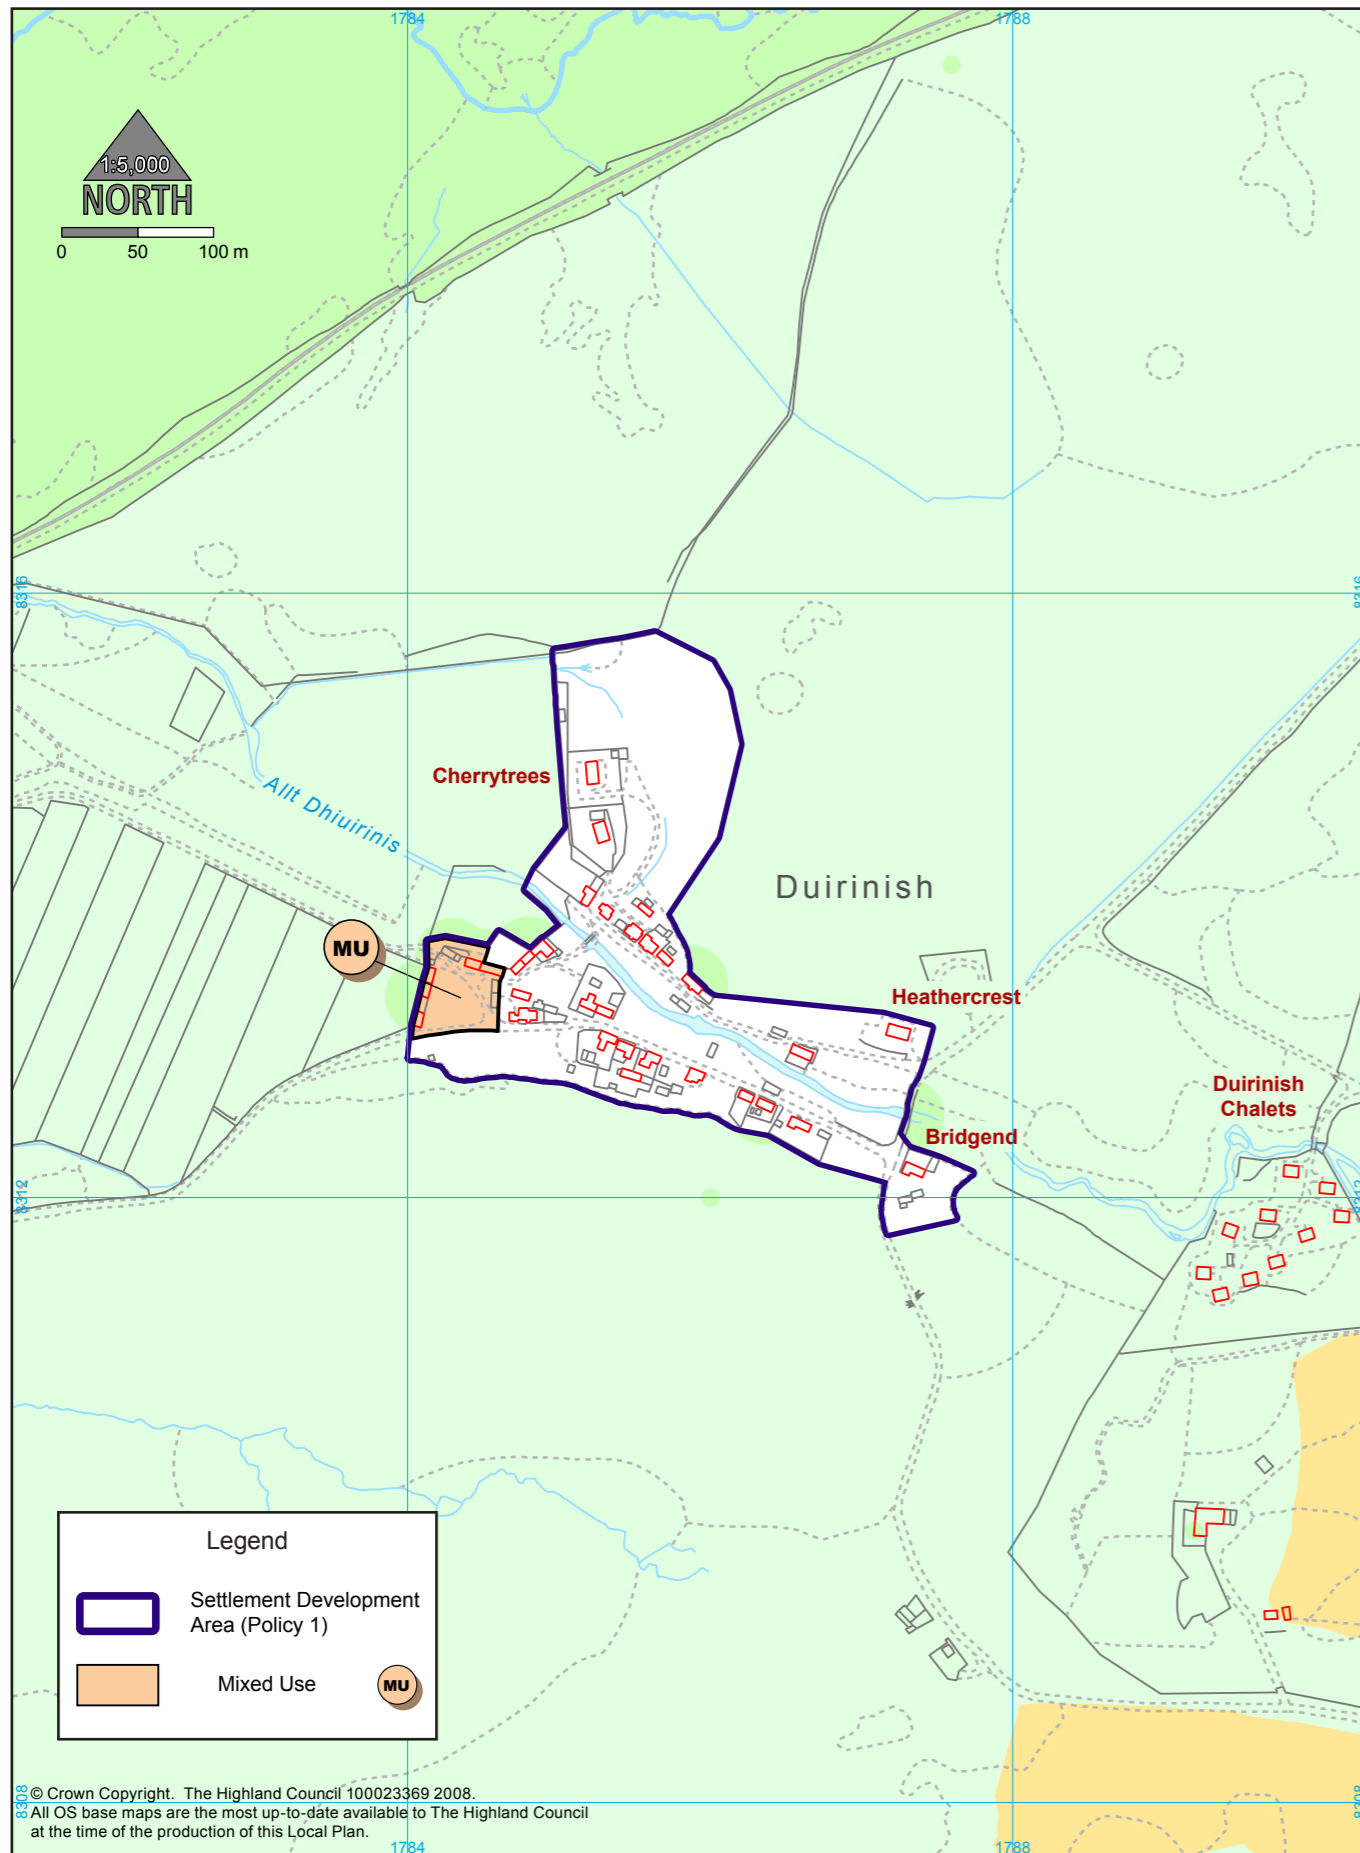 1784
1788
1:5,000
NORTH
0 50 100 m
8316
8316
Cherrytrees
Allt Dhiuirinis
Duirinish
MU
Heathercrest
Duirinish
Chalets
Bridgend
8312
8312
Legend
Settlement Development
Area (Policy 1)
Mixed Use
MU
8308
8308
© Crown Copyright. The Highland Council 100023369 2008.
All OS base maps are the most up-to-date available to The Highland Council
at the time of the production of this Local Plan.
1784
1788